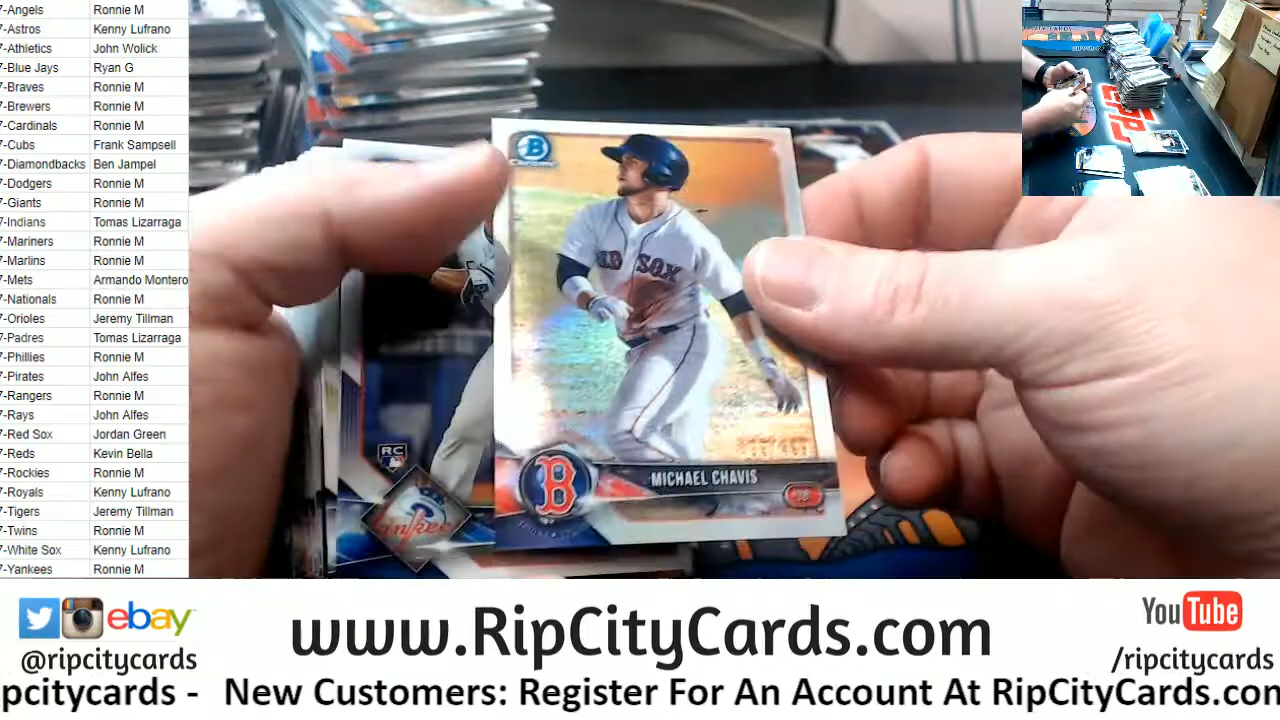 7-Angels Ronnie M
7-Astros Kenny Lufrano
7-Athletics John Wolick
7-Blue Jays Ryan G
7-Braves Ronnie M
7-Brewers Ronnie M
7-Cardinals Ronnie M
7-Cubs Frank Sampsell
7-Diamondbacks Ben Jampel
7-Dodgers Ronnie M
7-Giants Ronnie M
7-Indians Tomas Lizarraga
7-Mariners Ronnie M
7-Marlins Ronnie M
7-Mets Armando Montero
7-Nationals Ronnie M
7-Orioles Jeremy Tillman
7-Padres Tomas Lizarraga
7-Phillies Ronnie M
7-Pirates John Alfes
7-Rangers Ronnie M
7-Rays John Alfes
7-Red Sox Jordan Green
7-Reds Kevin Bella
7-Rockies Ronnie M
7-Royals Kenny Lufrano
7-Tigers Jeremy Tillman
7-Twins Ronnie M
7-White Sox Kenny Lufrano
7-Yankees Ronnie M
B
RED SOX
B
MICHAEL CHAVIS
RC
Yankees
ebay
@ripcitycards
www.RipCityCards.com
YouTube
/ripcitycards
pcitycards - New Customers: Register For An Account At RipCityCards.com